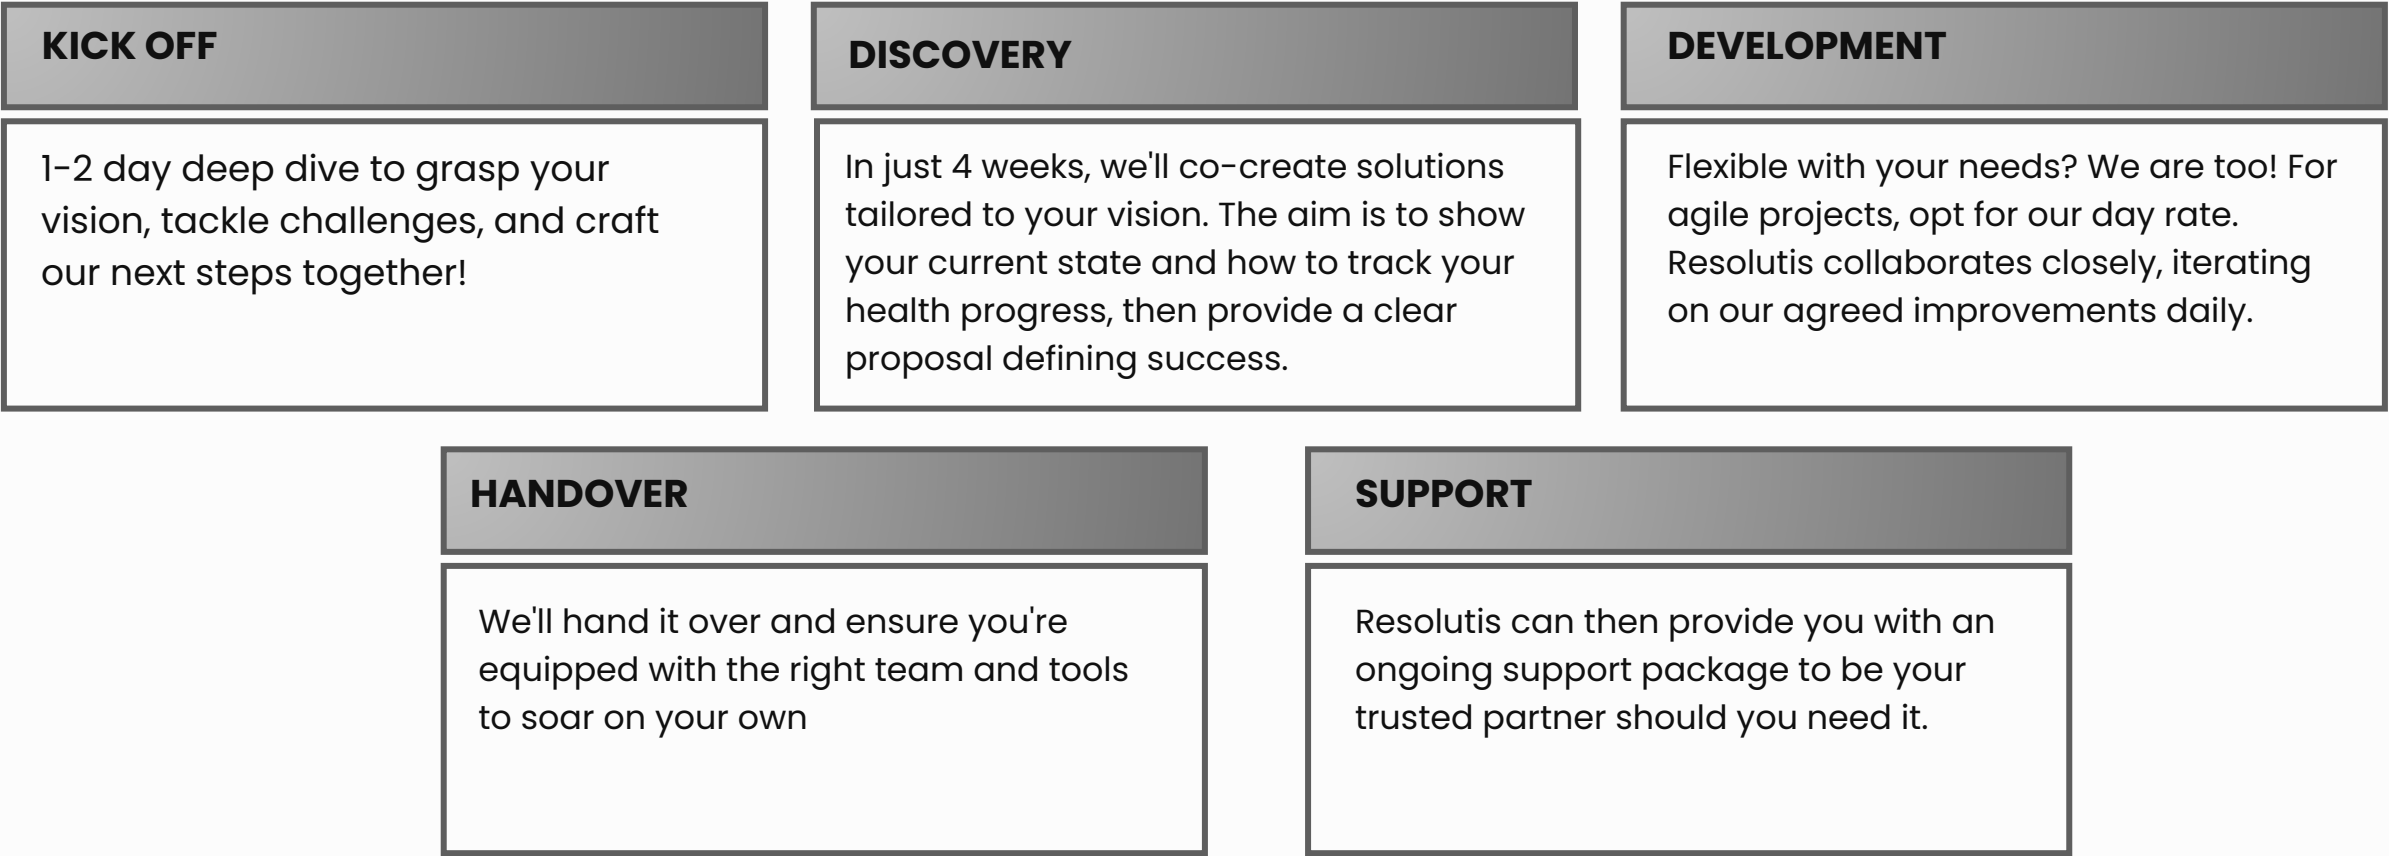 KICK OFF
1-2 day deep dive to grasp your
vision, tackle challenges, and craft
our next steps together!
DISCOVERY
In just 4 weeks, we'll co-create solutions
tailored to your vision. The aim is to show
your current state and how to track your
health progress, then provide a clear
proposal defining success.
DEVELOPMENT
Flexible with your needs? We are too! For
agile projects, opt for our day rate.
Resolutis collaborates closely, iterating
on our agreed improvements daily.
HANDOVER
We'll hand it over and ensure you're
equipped with the right team and tools
to soar on your own
SUPPORT
Resolutis can then provide you with an
ongoing support package to be your
trusted partner should you need it.